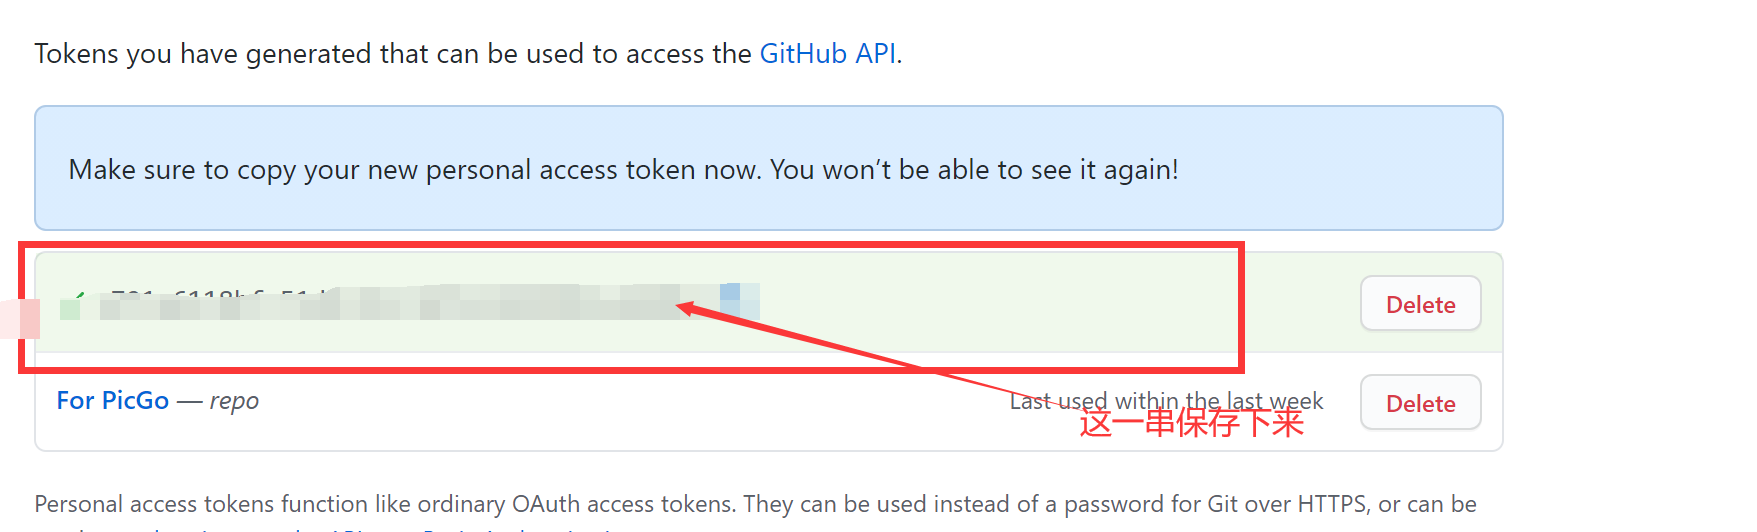 Tokens you have generated that can be used to access the GitHub API.
Make sure to copy your new personal access token now. You won’t be able to see it again!
Delete
For PicGo — repo
Last used within the last week
Delete
这一串保存下来
Personal access tokens function like ordinary OAuth access tokens. They can be used instead of a password for Git over HTTPS, or can be